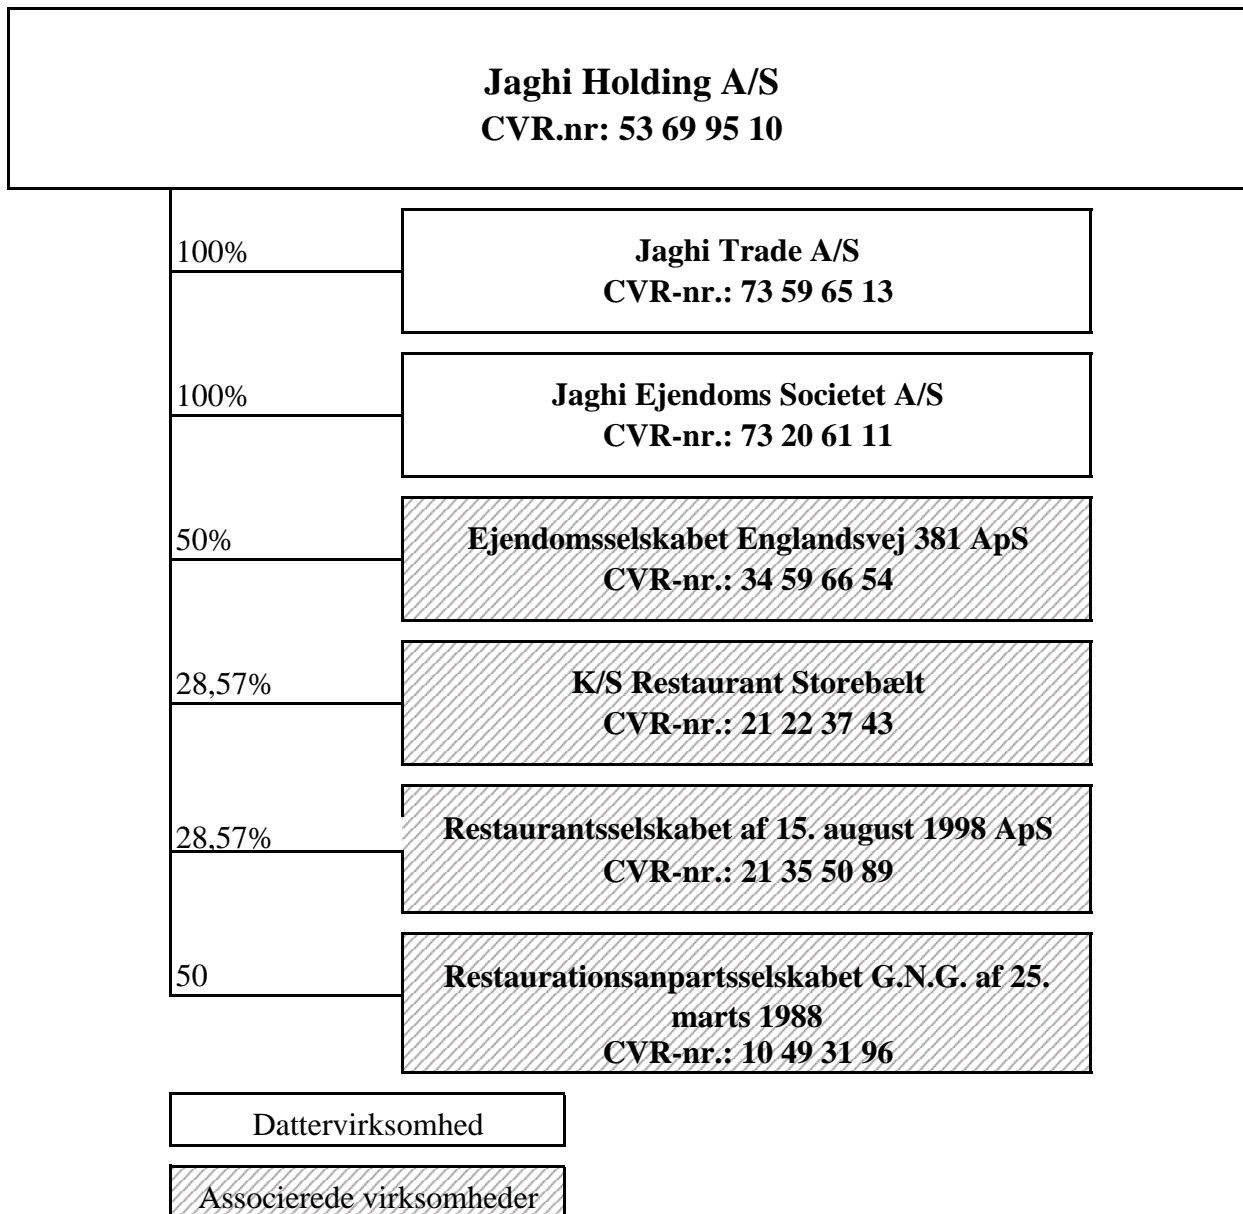 Jaghi Holding A/S
CVR.nr: 53 69 95 10
100%
Jaghi Trade A/S
CVR-nr.: 73 59 65 13
100%
Jaghi Ejendoms Societet A/S
CVR-nr.: 73 20 61 11
50%
Ejendomsselskabet Englandsvej 381 ApS
CVR-nr.: 34 59 66 54
28,57%
K/S Restaurant Storebælt
CVR-nr.: 21 22 37 43
28,57%
Restaurantsselskabet af 15. august 1998 ApS
CVR-nr.: 21 35 50 89
50
Restaurationsanpartsselskabet G.N.G. af 25.
marts 1988
CVR-nr.: 10 49 31 96
Dattervirksomhed
Associerede virksomheder